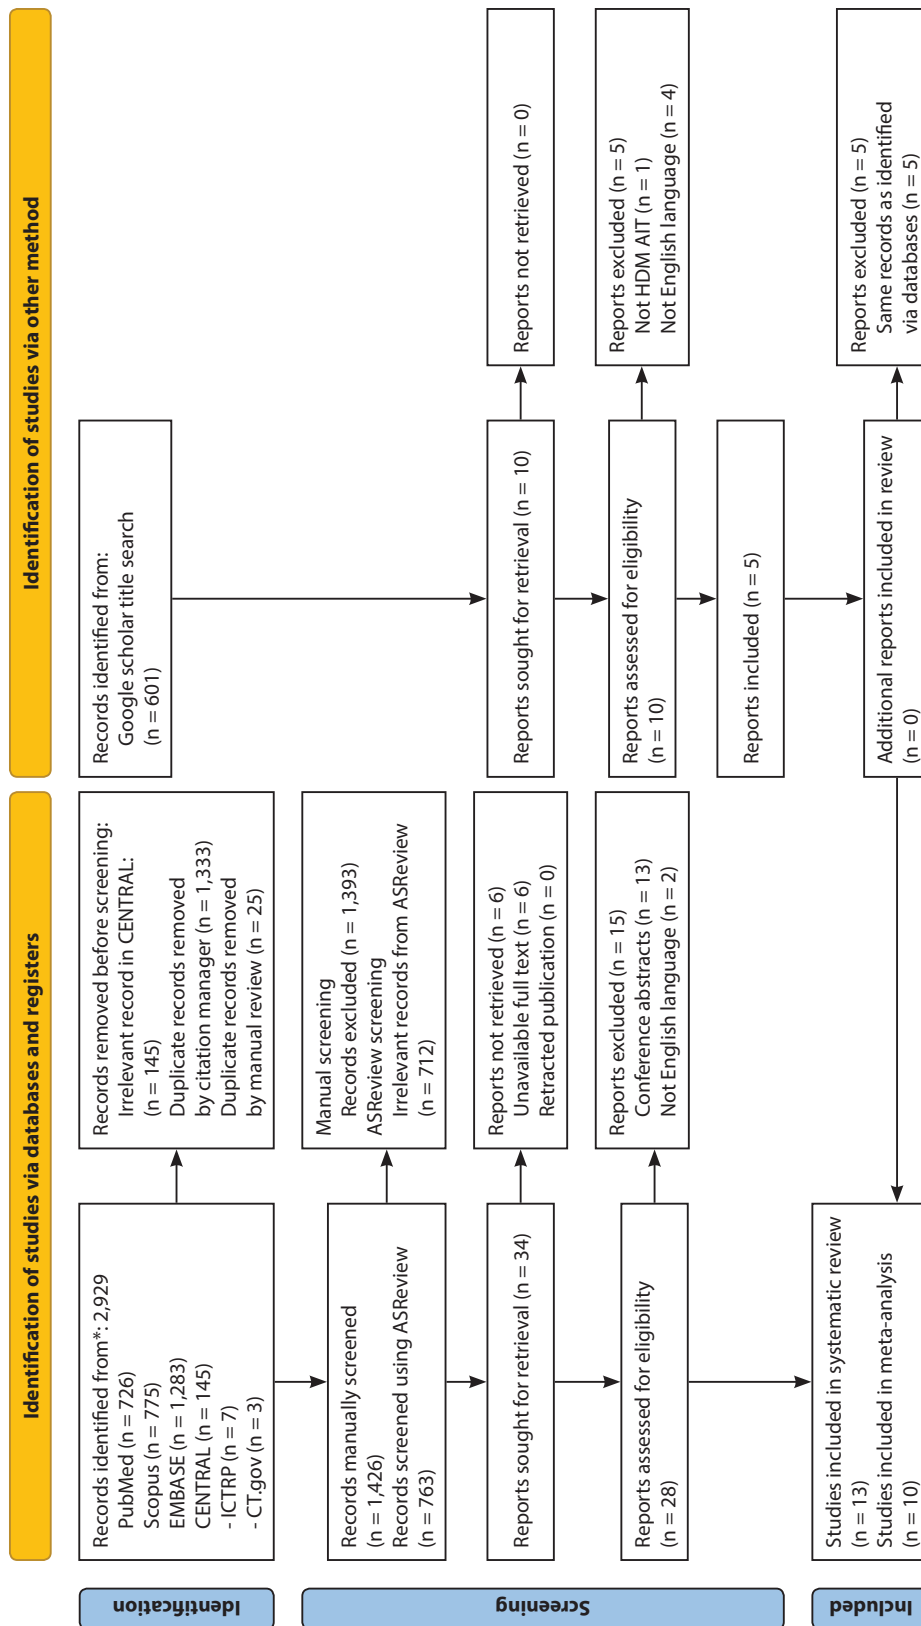 Identification of studies via databases and registers
Identification of studies via other method
Identification
Records identified from*: 2,929
PubMed (n = 726)
Scopus (n = 775)
EMBASE (n = 1,283)
CENTRAL (n = 145)
- ICTRP (n = 7)
- CT.gov (n = 3)
Records removed before screening:
Irrelevant record in CENTRAL:
(n = 145)
Duplicate records removed
by citation manager (n = 1,333)
Duplicate records removed
by manual review (n = 25)
Records identified from:
Google scholar title search
(n = 601)
Screening
Records manually screened
(n = 1,426)
Records screened using ASReview
(n = 763)
Manual screening
Records excluded (n = 1,393)
ASReview screening
Irrelevant records from ASReview
(n = 712)
Reports sought for retrieval (n = 34)
Reports not retrieved (n = 6)
Unavailable full text (n = 6)
Retracted publication (n = 0)
Reports sought for retrieval (n = 10)
Reports not retrieved (n = 0)
Reports assessed for eligibility
(n = 28)
Reports excluded (n = 15)
Conference abstracts (n = 13)
Not English language (n = 2)
Reports assessed for eligibility
(n = 10)
Reports excluded (n = 5)
Not HDM AIT (n = 1)
Not English language (n = 4)
Reports included (n = 5)
Included
Studies included in systematic review
(n = 13)
Studies included in meta-analysis
(n = 10)
Additional reports included in review
(n = 0)
Reports excluded (n = 5)
Same records as identified
via databases (n = 5)